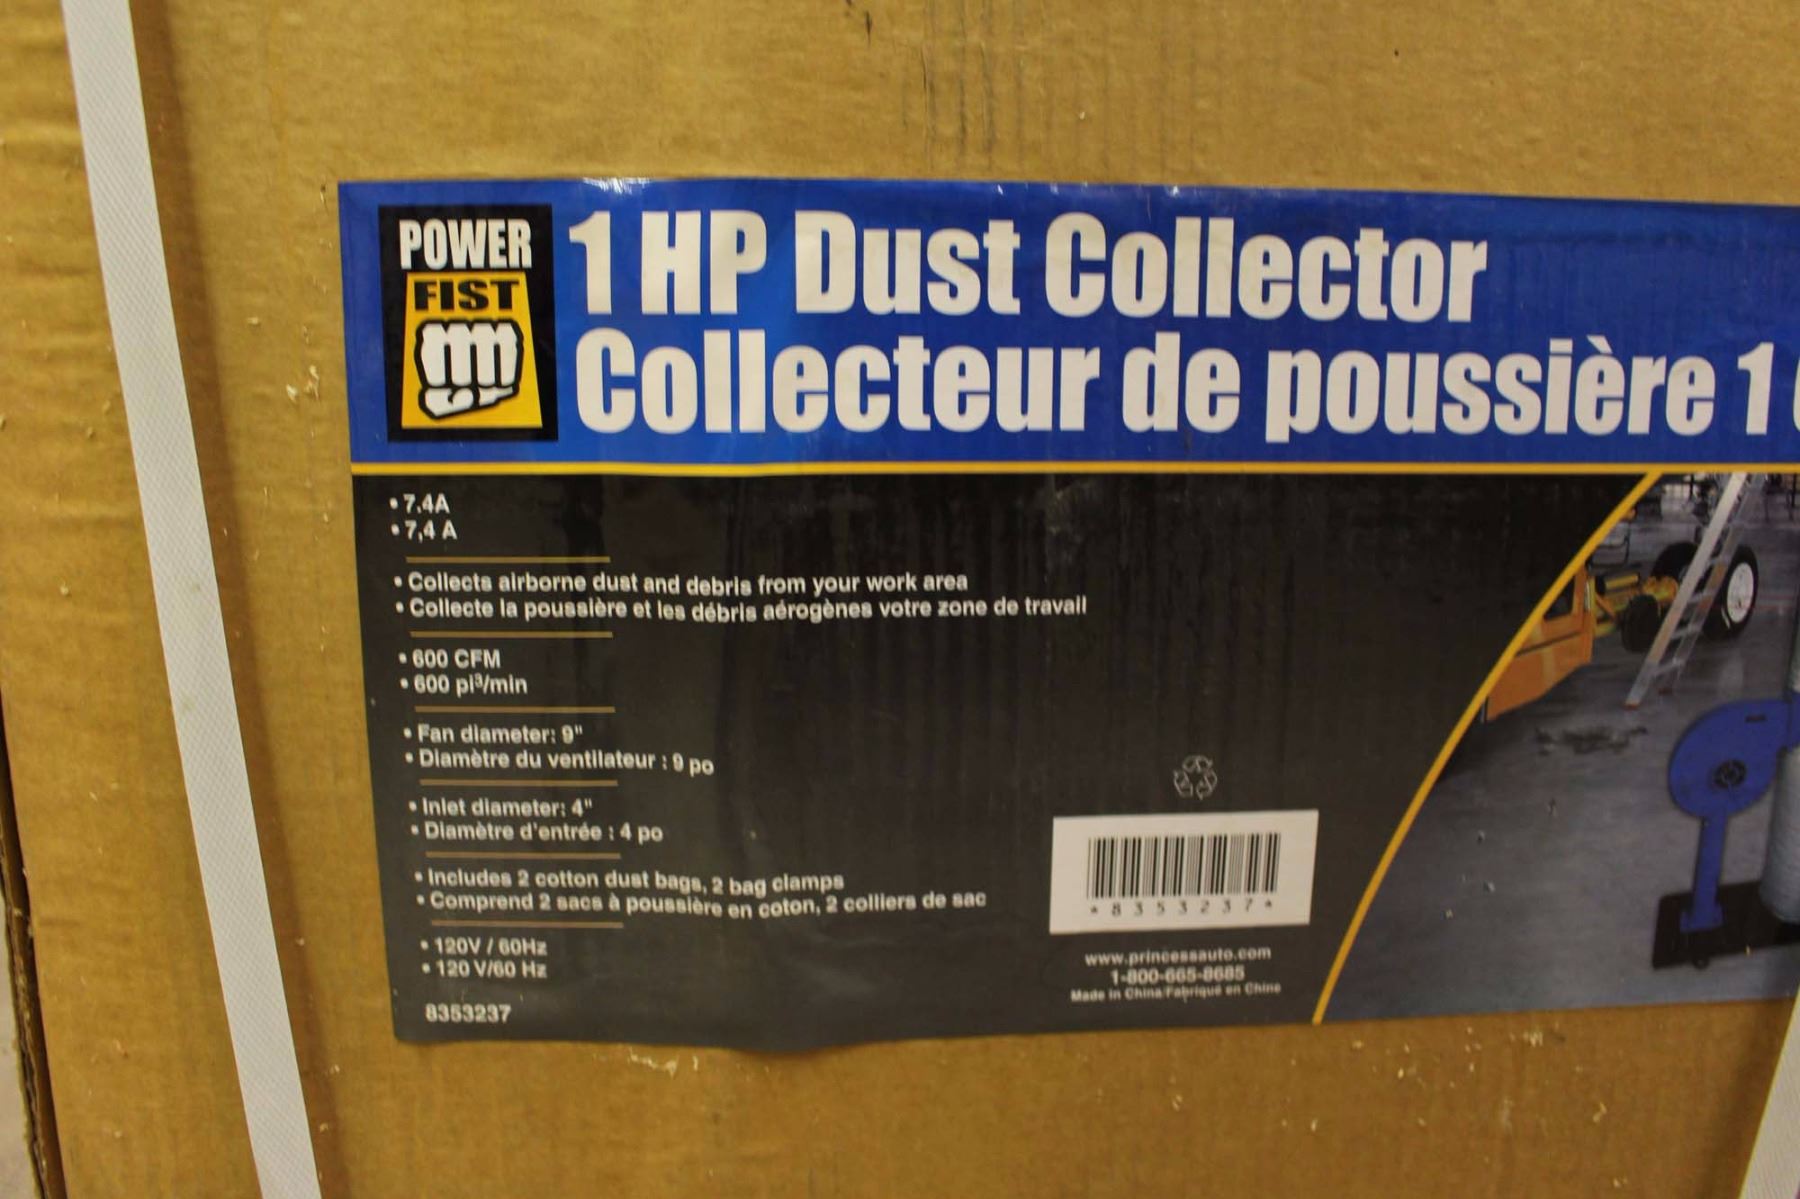 POWER
FIST
1 HP Dust Collector
Collecteur de poussière 1
• 7.4A
• 7,4 A
• Collects airborne dust and debris from your work area
• Collecte la poussière et les débris aérogènes votre zone de travail
• 600 CFM
• 600 pi³/min
• Fan diameter: 9"
• Diamètre du ventilateur : 9 po
• Inlet diameter: 4"
• Diamètre d'entrée : 4 po
• Includes 2 cotton dust bags, 2 bag clamps
• Comprend 2 sacs à poussière en coton, 2 colliers de sac
• 120V / 60Hz
• 120 V/60 Hz
8353237
*8353237*
www.princessauto.com
1-800-665-8685
Made in China/Fabriqué en Chine